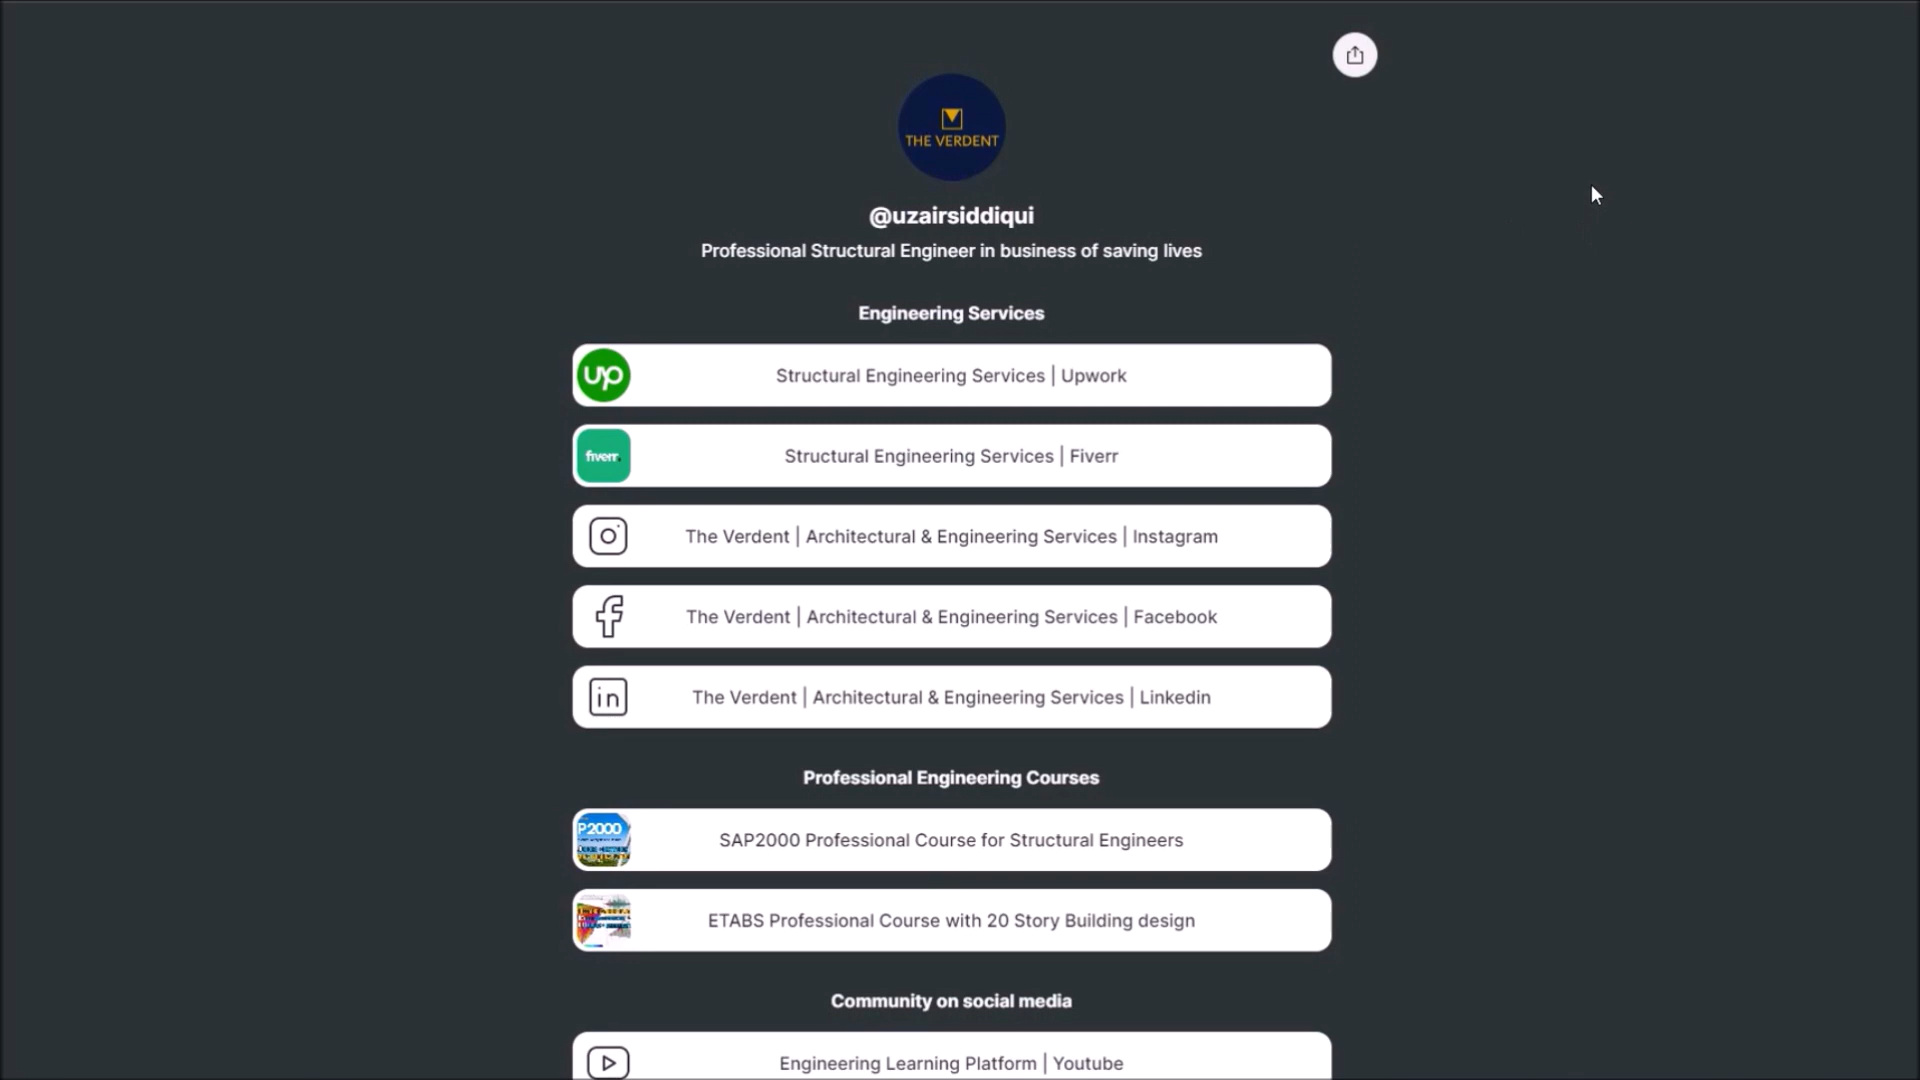 THE VERDENT
@uzairsiddiqui
Professional Structural Engineer in business of saving lives
Engineering Services
up
Structural Engineering Services | Upwork
fiverr.
Structural Engineering Services | Fiverr
The Verdent | Architectural & Engineering Services | Instagram
The Verdent | Architectural & Engineering Services | Facebook
in
The Verdent | Architectural & Engineering Services | Linkedin
Professional Engineering Courses
P2000
SAP2000 Professional Course for Structural Engineers
ETABS Professional Course with 20 Story Building design
Community on social media
Engineering Learning Platform | Youtube